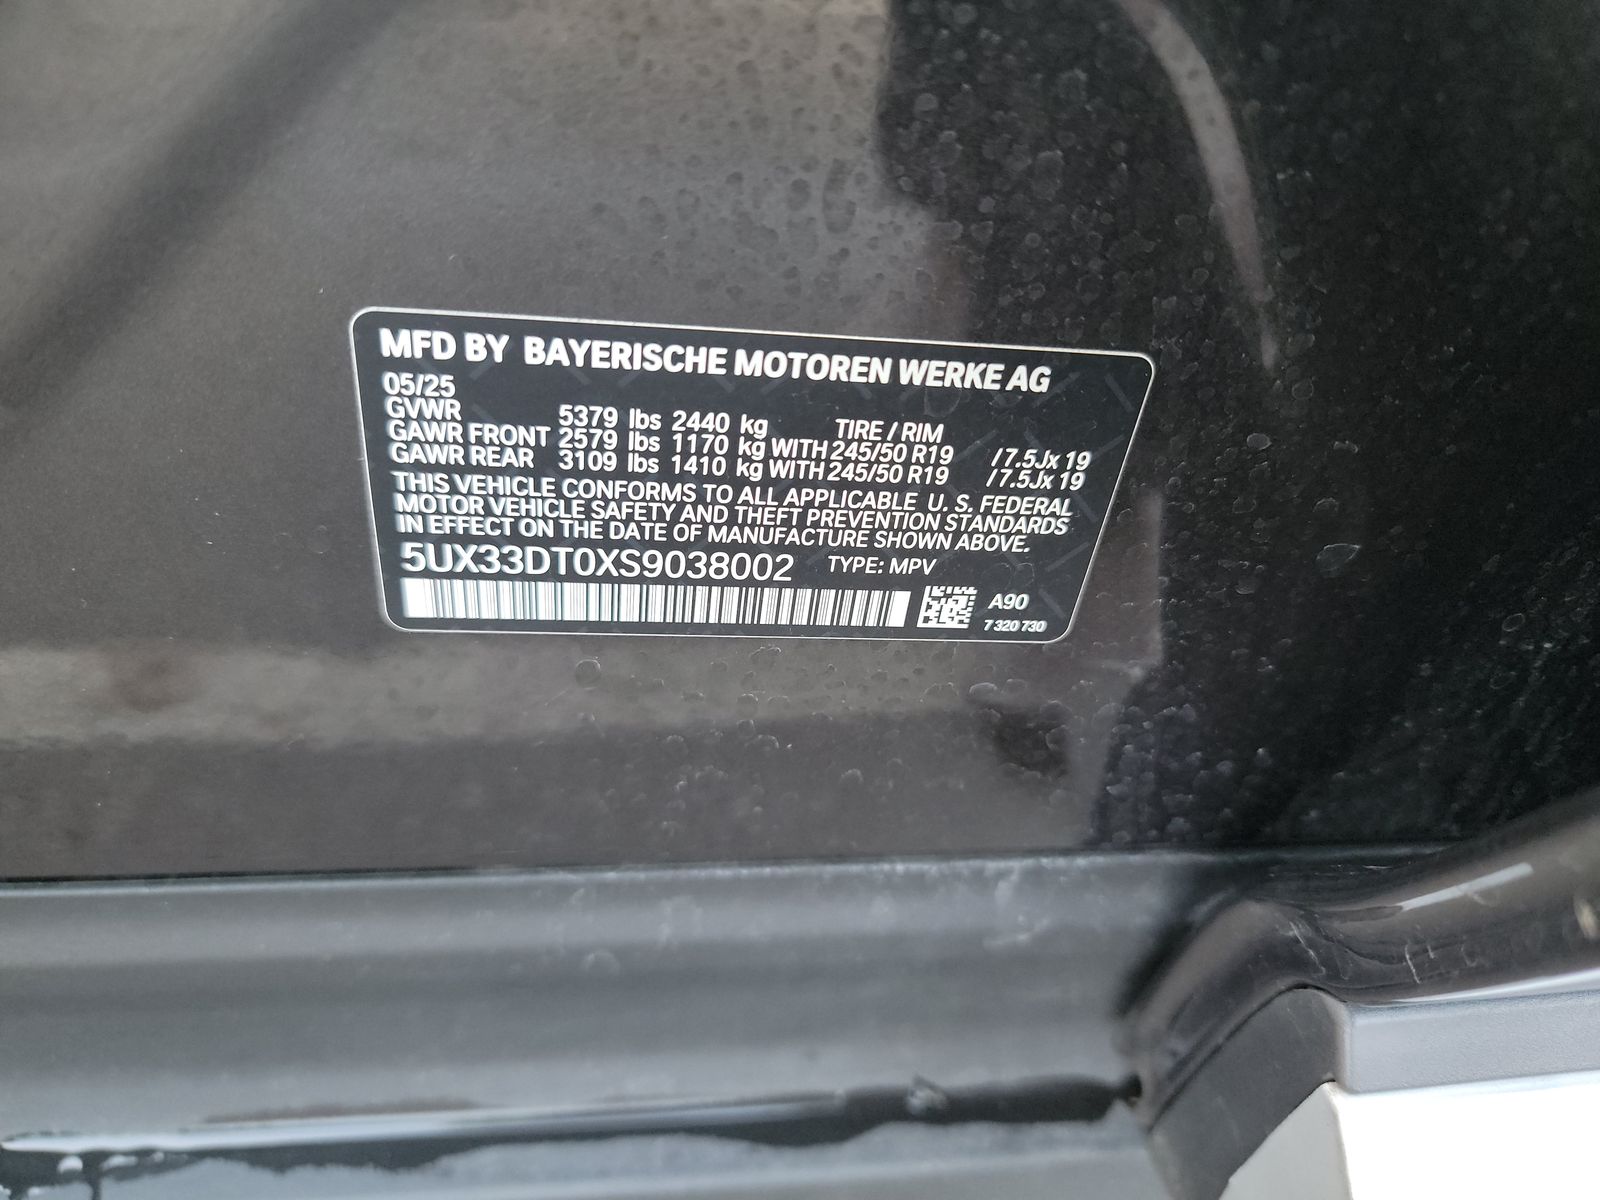 MFD BY BAYERISCHE MOTOREN WERKE AG
05/25
GVWR 5379 lbs 2440 kg TIRE / RIM
GAWR FRONT 2579 lbs 1170 kg WITH 245/50 R19 / 7.5Jx 19
GAWR REAR 3109 lbs 1410 kg WITH 245/50 R19 / 7.5Jx 19
THIS VEHICLE CONFORMS TO ALL APPLICABLE U. S. FEDERAL
MOTOR VEHICLE SAFETY AND THEFT PREVENTION STANDARDS
IN EFFECT ON THE DATE OF MANUFACTURE SHOWN ABOVE.
5UX33DT0XS9038002 TYPE: MPV
A90
7 320 730